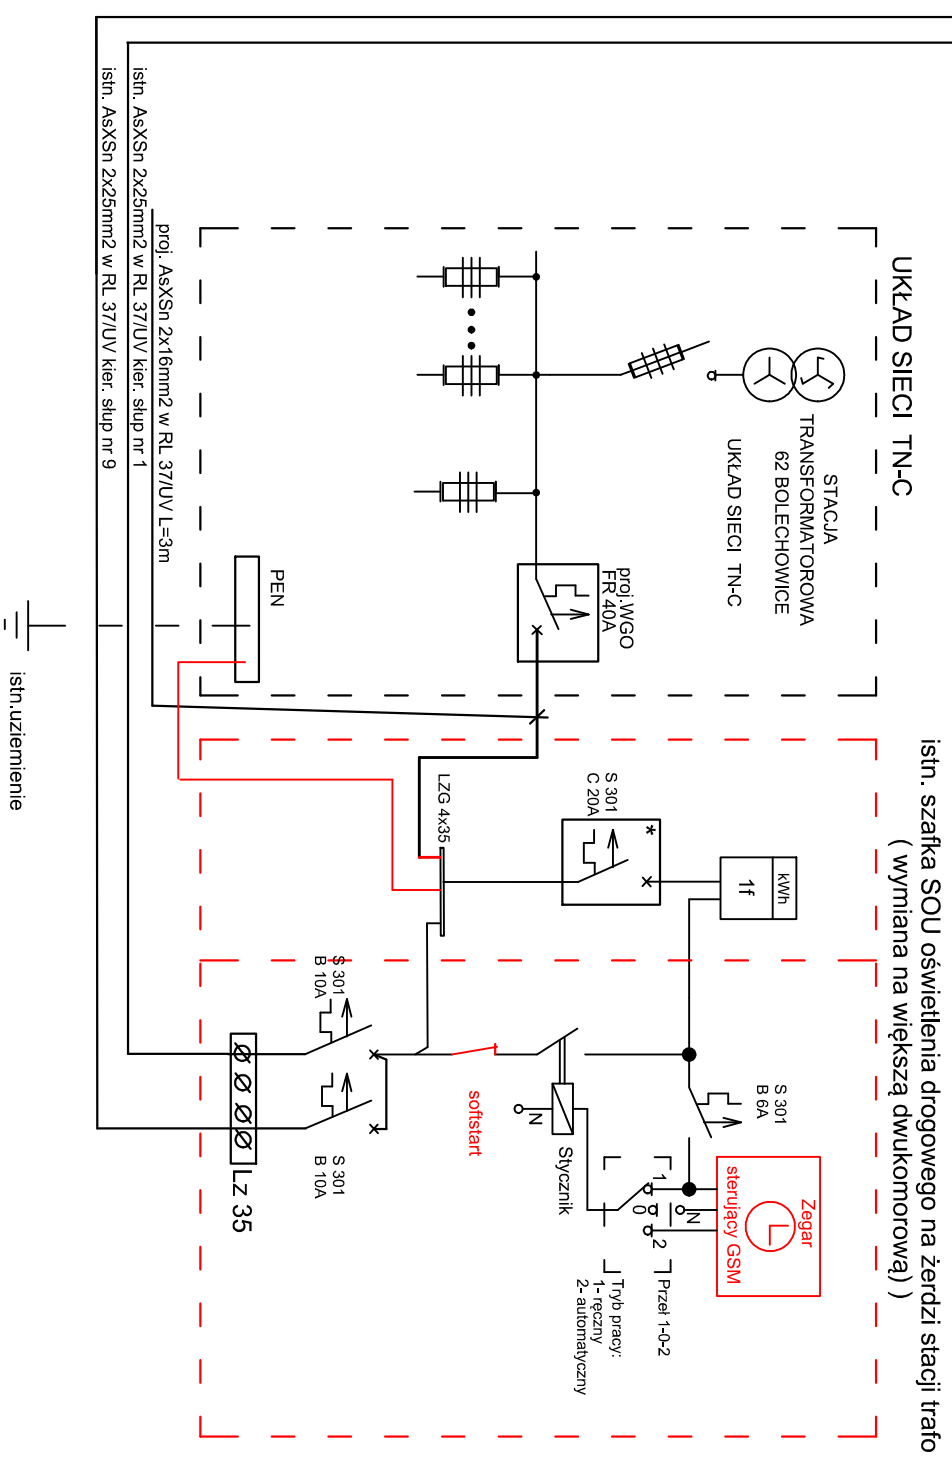 UKŁAD SIECI TN-C
STACJA
TRANSFORMATOROWA
62 BOLECHOWICE
UKŁAD SIECI TN-C
proj.WGO
FR 40A
PEN
proj. AsXSn 2x16mm2 w RL 37/UV L=3m
istn. AsXSn 2x25mm2 w RL 37/UV kier. słup nr 1
istn. AsXSn 2x25mm2 w RL 37/UV kier. słup nr 9
istn.uziemienie
istn. szafka SOU oświetlenia drogowego na żerdzi stacji trafo
( wymiana na większą dwukomorową) )
kWh
1f
*
S 301
C 20A
LZG 4x35
S 301
B 6A
S 301
B 10A
S 301
B 10A
Lz 35
softstart
N
Stycznik
Zegar
sterujący GSM
N
1
0
2
Przeł 1-0-2
Tryb pracy:
1- ręczny
2- automatyczny